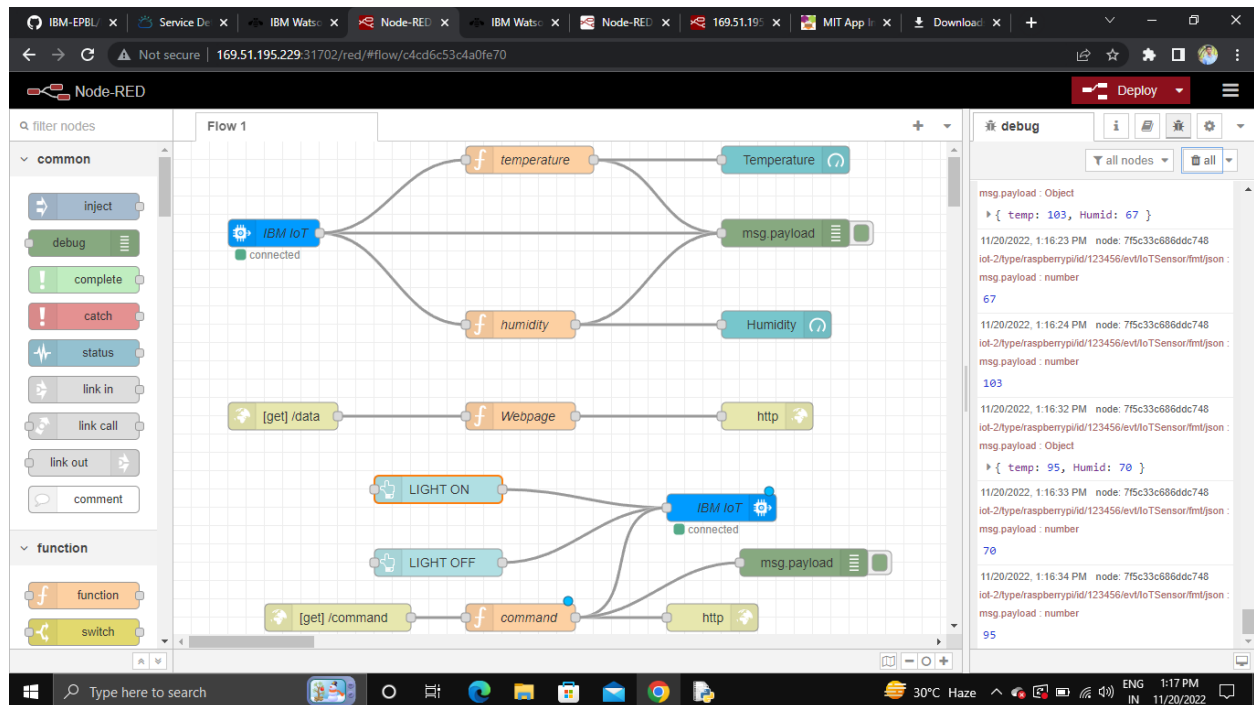 IBM-EPBL/
Service De
IBM Watso
Node-RED
IBM Watso
Node-RED
169.51.195
MIT App In
Download
Not secure
169.51.195.229:31702/red/#flow/c4cd6c53c4a0fe70
Node-RED
Deploy
filter nodes
Flow 1
debug
all nodes
all
common
inject
debug
complete
catch
status
link in
link call
link out
comment
function
function
switch
temperature
Temperature
IBM IoT
connected
msg.payload
humidity
Humidity
[get] /data
Webpage
http
LIGHT ON
IBM IoT
connected
LIGHT OFF
msg.payload
[get] /command
command
http
msg.payload : Object
{ temp: 103, Humid: 67 }
11/20/2022, 1:16:23 PM node: 7f5c33c686ddc748
iot-2/type/raspberrypi/id/123456/evt/IoTSensor/fmt/json :
msg.payload : number
67
11/20/2022, 1:16:24 PM node: 7f5c33c686ddc748
iot-2/type/raspberrypi/id/123456/evt/IoTSensor/fmt/json :
msg.payload : number
103
11/20/2022, 1:16:32 PM node: 7f5c33c686ddc748
iot-2/type/raspberrypi/id/123456/evt/IoTSensor/fmt/json :
msg.payload : Object
{ temp: 95, Humid: 70 }
11/20/2022, 1:16:33 PM node: 7f5c33c686ddc748
iot-2/type/raspberrypi/id/123456/evt/IoTSensor/fmt/json :
msg.payload : number
70
11/20/2022, 1:16:34 PM node: 7f5c33c686ddc748
iot-2/type/raspberrypi/id/123456/evt/IoTSensor/fmt/json :
msg.payload : number
95
Type here to search
30°C Haze
ENG
IN
1:17 PM
11/20/2022